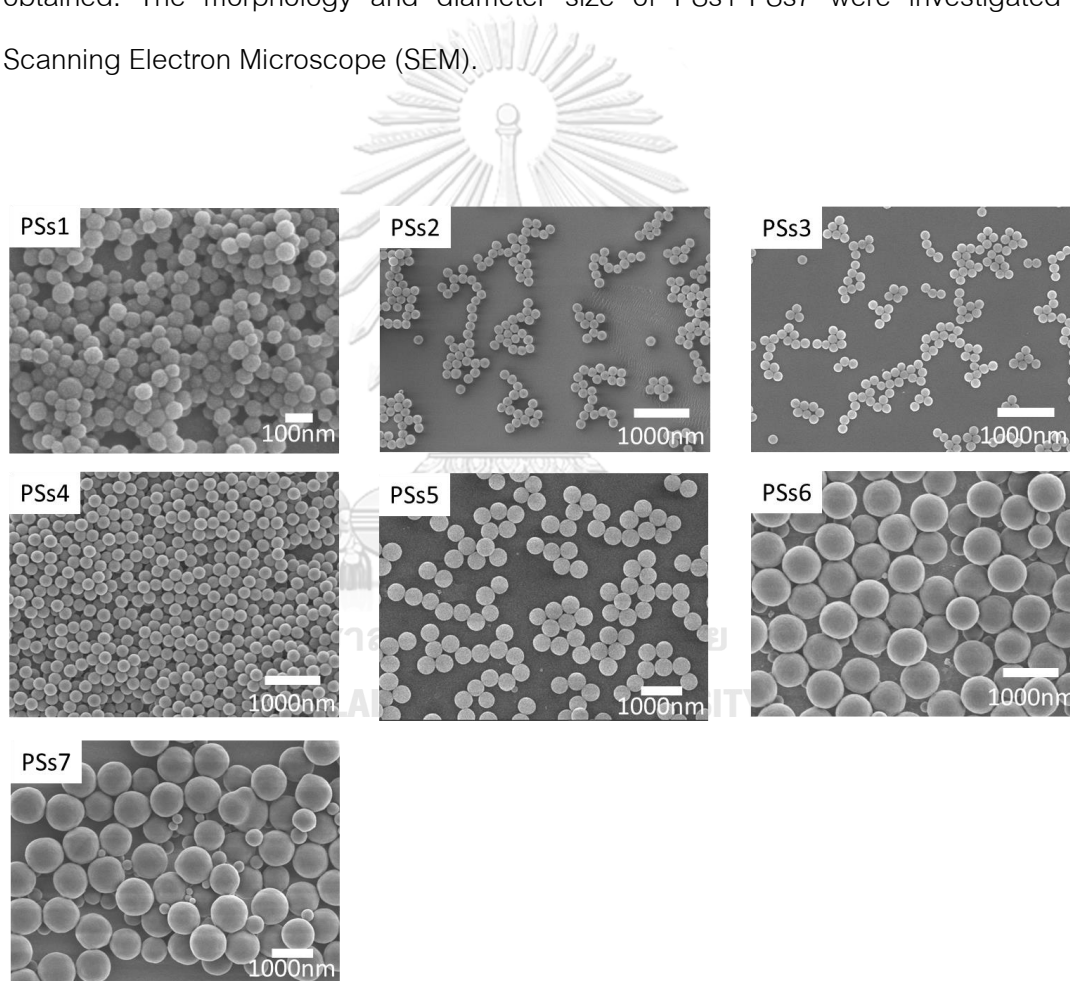 obtained. The morphology and diameter size of PSs1-PSs7 were investigated
Scanning Electron Microscope (SEM).
PSs1
100nm
PSs2
1000nm
PSs3
1000nm
PSs4
1000nm
PSs5
1000nm
PSs6
1000nm
PSs7
1000nm